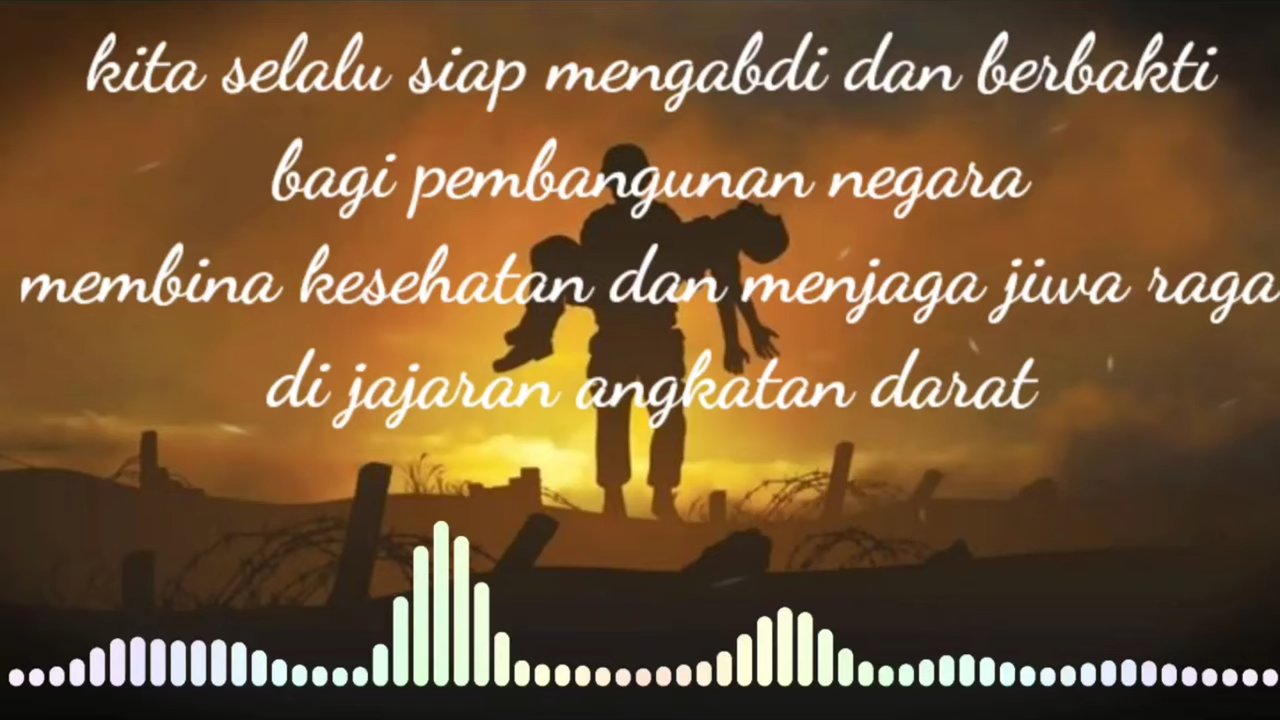 kita selalu siap mengabdi dan berbakti
bagi pembangunan negara
membina kesehatan dan menjaga jiwa raga
di jajaran angkatan darat